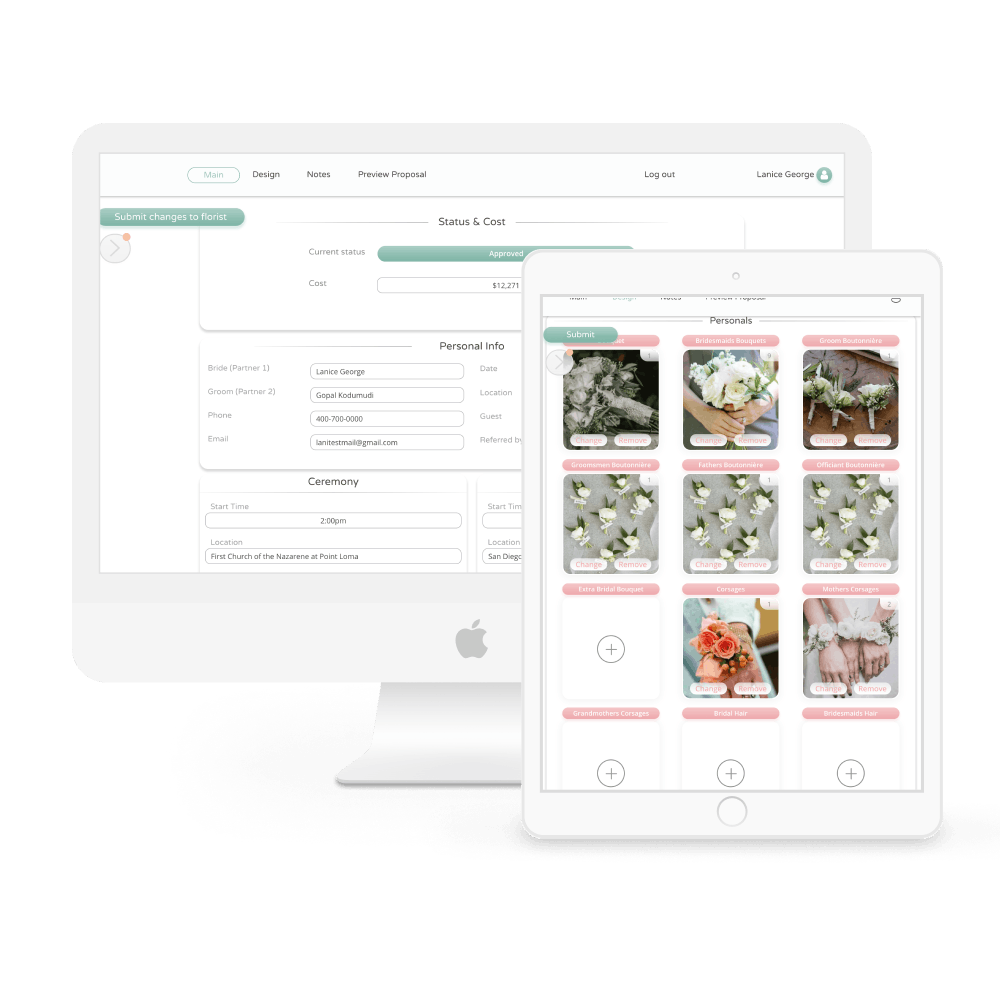 Main Design Notes Preview Proposal Log out Lanice George
Submit changes to florist
Status & Cost
Current status Approved
Cost $12,271
Personal Info
Bride (Partner 1) Lanice George Date
Groom (Partner 2) Gopal Kodumudi Location
Phone 400-700-0000 Guest
Email lanitestmail@gmail.com Referred by
Ceremony
Start Time
2:00pm
Location
First Church of the Nazarene at Point Loma
Start Tim
Location
San Diego
Main Design Notes Preview Proposal
Personals
Submit
Bridesmaids Bouquets Groom Boutonnière
1 1
Change Remove Change Remove Change Remove
Groomsmen Boutonnière Fathers Boutonnière Officiant Boutonnière
1 1 1
Change Remove Change Remove Change Remove
Extra Bridal Bouquet Corsages Mothers Corsages
1 2
Change Remove Change Remove
Grandmothers Corsages Bridal Hair Bridesmaids Hair